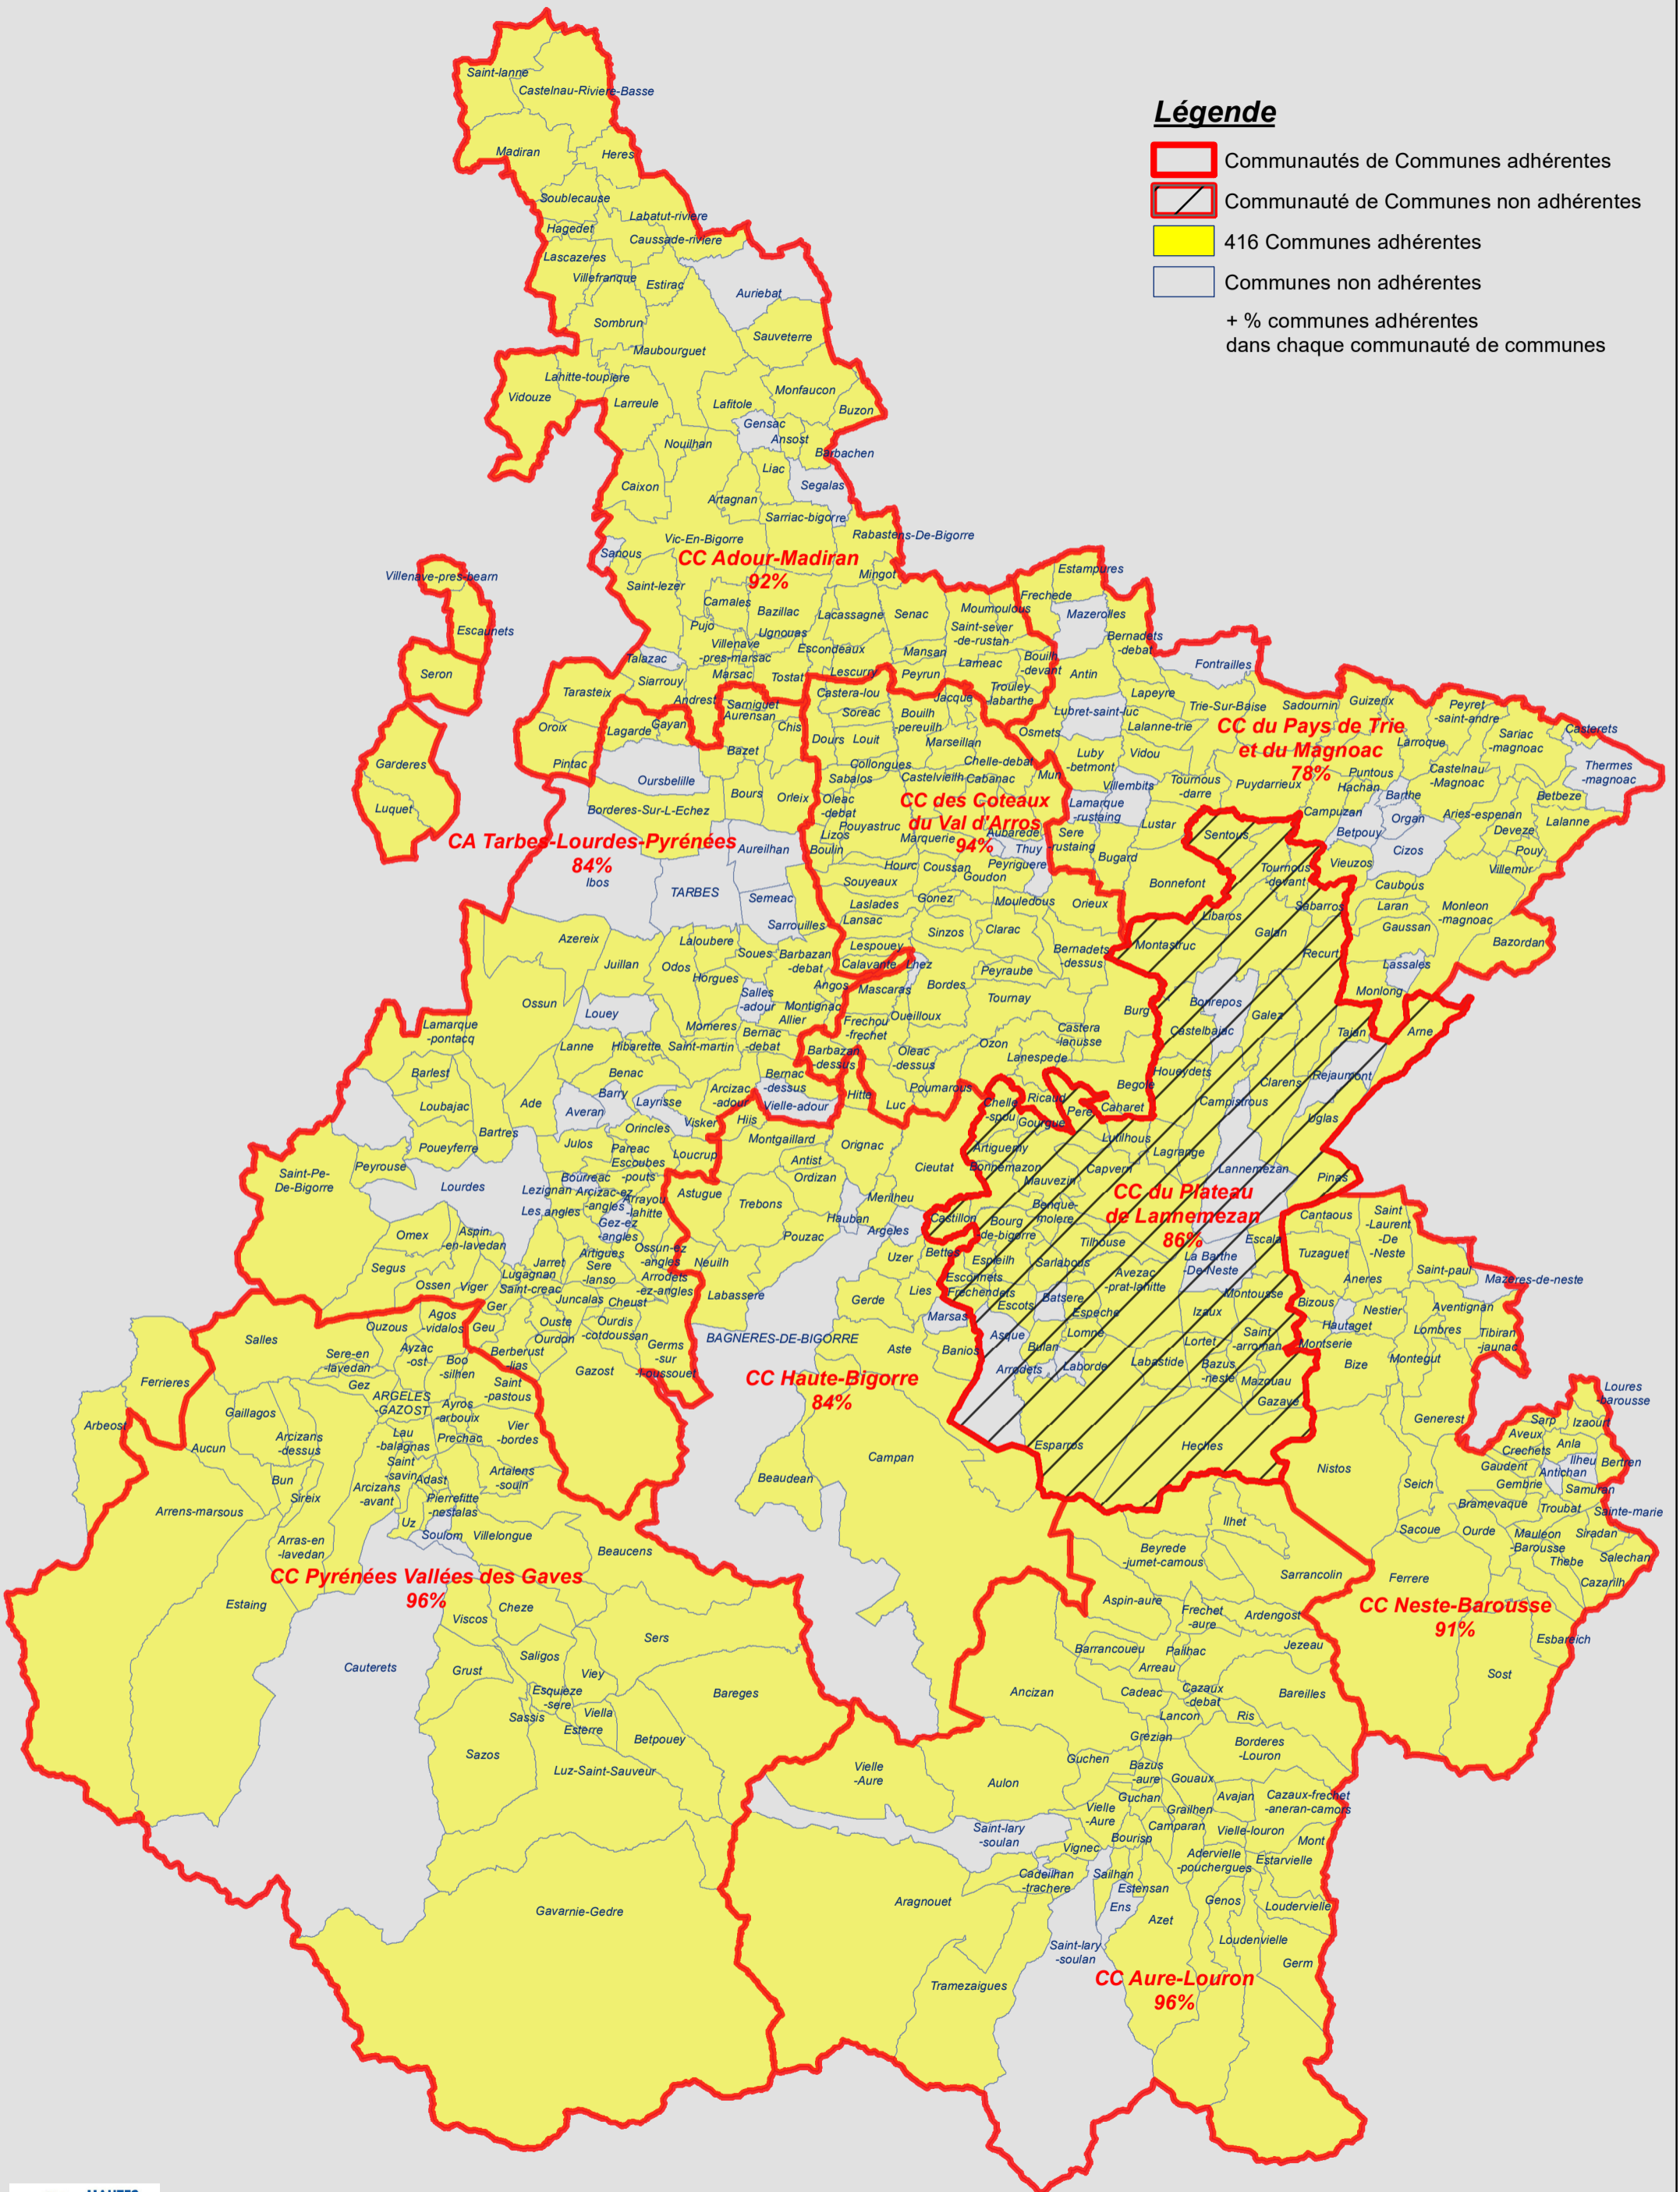 Légende
Communautés de Communes adhérentes
Communauté de Communes non adhérentes
416 Communes adhérentes
Communes non adhérentes
+ % communes adhérentes
dans chaque communauté de communes
Saint-lanne
Castelnau-Riviere-Basse
Madiran
Heres
Soublecause
Labatut-riviere
Hagedet
Caussade-riviere
Lascazeres
Villefranque
Estirac
Auriebat
Sombrun
Sauveterre
Maubourguet
Lahitte-toupiere
Vidouze
Larreule
Lafitole
Monfaucon
Buzon
Gensac
Ansost
Nouilhan
Barbachen
Liac
Caixon
Segalas
Artagnan
Sarriac-bigorre
Vic-En-Bigorre
Rabastens-De-Bigorre
Sanous
CC Adour-Madiran
92%
Saint-lezer
Mingot
Camales
Bazillac
Lacassagne
Senac
Moumoulous
Pujo
Ugnouas
Saint-sever
-de-rustan
Villenave
-pres-marsac
Escondeaux
Mansan
Lameac
Bouilh
-devant
Talazac
Siarrouy
Marsac
Tostat
Lescurry
Peyrun
Trouley
-labarthe
Andrest
Villenave-pres-bearn
Escaunets
Seron
Garderes
Luquet
Tarasteix
Oroix
Pintac
Lagarde
Gayan
Sarniguet
Aurensan
Chis
Bazet
Oursbelille
Bours
Orleix
Borderes-Sur-L-Echez
CA Tarbes-Lourdes-Pyrénées
84%
Ibos
Aureilhan
TARBES
Semeac
Sarrouilles
Azereix
Laloubere
Soues
Barbazan
-debat
Juillan
Odos
Horgues
Angos
Ossun
Louey
Salles
-adour
Montignac
Allier
Momeres
Bernac
-debat
Lanne
Hibarette
Saint-martin
Barbazan
-dessus
Bernac
-dessus
Lamarque
-pontacq
Barlest
Benac
Arcizac
-adour
Vielle-adour
Loubajac
Ade
Averan
Barry
Layrisse
Visker
Orincles
Bartres
Julos
Pareac
Escoubes
-pouts
Loucrup
Poueyferre
Peyrouse
Saint-Pe-
De-Bigorre
Lourdes
Bourreac
Lezignan
Arcizac-ez
-angles
Arrayou
-lahitte
Les angles
Gez-ez
-angles
Omex
Aspin
-en-lavedan
Segus
Ossen
Viger
Jarret
Lugagnan
Saint-creac
Artigues
Sere
-lanso
Ossun-ez
-angles
Arrodets
-ez-angles
Juncalas
Cheust
Ger
Geu
Ouste
Ourdon
Ourdis
-cotdoussan
Berberust
-lias
Gazost
Germs
-sur
-l'oussouet
Castera-lou
Jacque
Soreac
Bouilh
-pereuilh
Dours
Louit
Marseillan
Osmets
Collongues
Chelle-debat
Sabalos
Castelvieilh
Cabanac
Mun
Oleac
-debat
CC des Coteaux
du Val d'Arros
94%
Lizos
Pouyastruc
Marquerie
Aubarede
Thuy
Boulin
Hourc
Coussan
Peyriguere
Goudon
Souyeaux
Gonez
Mouledous
Orieux
Laslades
Lansac
Sinzos
Clarac
Bernadets
-dessus
Lespouey
Calavante
Lhez
Peyraube
Mascaras
Bordes
Tournay
Burg
Frechou
-frechet
Oueilloux
Castera
-lanusse
Ozon
Oleac
-dessus
Lanespede
Begole
Hitte
Luc
Poumarous
Ricaud
Pere
Caharet
Estampures
Frechede
Mazerolles
Bernadets
-debat
Antin
Fontrailles
Lapeyre
Lubret-saint-luc
Trie-Sur-Baise
Sadournin
Guizerix
Peyret
-saint-andre
Lalanne-trie
CC du Pays de Trie
et du Magnoac
78%
Larroque
Sariac
-magnoac
Casterets
Luby
-betmont
Vidou
Tournous
-darre
Puydarrieux
Puntous
Hachan
Castelnau
-Magnoac
Thermes
-magnoac
Villembits
Lamarque
-rustaing
Campuzan
Barthe
Organ
Aries-espenan
Betbeze
Lalanne
Deveze
Sere
-rustaing
Lustar
Betpouy
Cizos
Pouy
Bugard
Vieuzos
Villemur
Bonnefont
Caubous
Laran
Monleon
-magnoac
Gaussan
Bazordan
Lassales
Monlong
Sentous
Tournous
-devant
Sabarros
Libaros
Galan
Montastruc
Recurt
Bonrepos
Galez
Castelbajac
Tajan
Arne
Houeydets
Clarens
Rejaumont
Campistrous
Uglas
Chelle
-spou
Gourgue
Lutilhous
Lagrange
Artiguemy
Bonnemazon
Capvern
Lannemezan
Pinas
Mauvezin
CC du Plateau
de Lannemezan
86%
Benque
-molere
Castillon
Bourg
-de-bigorre
Tilhouse
Escala
La Barthe
-De-Neste
Espieilh
Sarlabous
Avezac
-prat-lahitte
Esconnets
Frechendets
Escots
Batsere
Montousse
Espeche
Izaux
Asque
Bulan
Lomne
Lortet
Saint
-arroman
Arrodets
Laborde
Labastide
Bazus
-neste
Mazouau
Gazave
Esparros
Heches
Hiis
Montgaillard
Orignac
Antist
Ordizan
Cieutat
Astugue
Trebons
Merilheu
Hauban
Argeles
Pouzac
Uzer
Bettes
Neuilh
Labassere
Gerde
Lies
Marsas
BAGNERES-DE-BIGORRE
Aste
Banios
CC Haute-Bigorre
84%
Campan
Beaudean
Cantaous
Saint
-Laurent
-De
-Neste
Tuzaguet
Saint-paul
Mazeres-de-neste
Aneres
Bizous
Nestier
Aventignan
Hautaget
Lombres
Tibiran
-jaunac
Montserie
Bize
Montegut
Generest
Loures
-barousse
Sarp
Izaourt
Aveux
Anla
Crechets
Ilheu
Bertren
Gaudent
Antichan
Nistos
Seich
Gembrie
Samuran
Bramevaque
Troubat
Sainte-marie
Sacoue
Ourde
Mauleon
-Barousse
Siradan
Thebe
Salechan
Ferrere
Cazarilh
CC Neste-Barousse
91%
Esbareich
Sost
Salles
Ouzous
Agos
-vidalos
Ferrieres
Sere-en
-lavedan
Ayzac
-ost
Boo
-silhen
Gez
ARGELES
-GAZOST
Saint
-pastous
Arbeost
Gaillagos
Ayros
-arbouix
Aucun
Arcizans
-dessus
Lau
-balagnas
Prechac
Vier
-bordes
Saint
-savin
Adast
Artalens
-souin
Bun
Sireix
Arcizans
-avant
Pierrefitte
-nestalas
Arrens-marsous
Uz
Soulom
Villelongue
Arras-en
-lavedan
Beaucens
CC Pyrénées Vallées des Gaves
96%
Estaing
Cheze
Viscos
Sers
Cauterets
Grust
Saligos
Viey
Esquieze
-sere
Bareges
Sassis
Viella
Esterre
Betpouey
Sazos
Luz-Saint-Sauveur
Gavarnie-Gedre
Ilhet
Beyrede
-jumet-camous
Sarrancolin
Aspin-aure
Frechet
-aure
Ardengost
Barrancoueu
Pailhac
Jezeau
Arreau
Ancizan
Cadeac
Cazaux
-debat
Bareilles
Lancon
Ris
Grezian
Borderes
-Louron
Guchen
Vielle
-Aure
Aulon
Bazus
-aure
Gouaux
Guchan
Avajan
Cazaux-frechet
-aneran-camors
Vielle
-Aure
Grailhen
Saint-lary
-soulan
Camparan
Vielle-louron
Bourisp
Mont
Vignec
Adervielle
-pouchergues
Estarvielle
Cadeilhan
-trachere
Sailhan
Estensan
Aragnouet
Ens
Genos
Loudervielle
Azet
Loudenvielle
Saint-lary
-soulan
Germ
Tramezaigues
CC Aure-Louron
96%